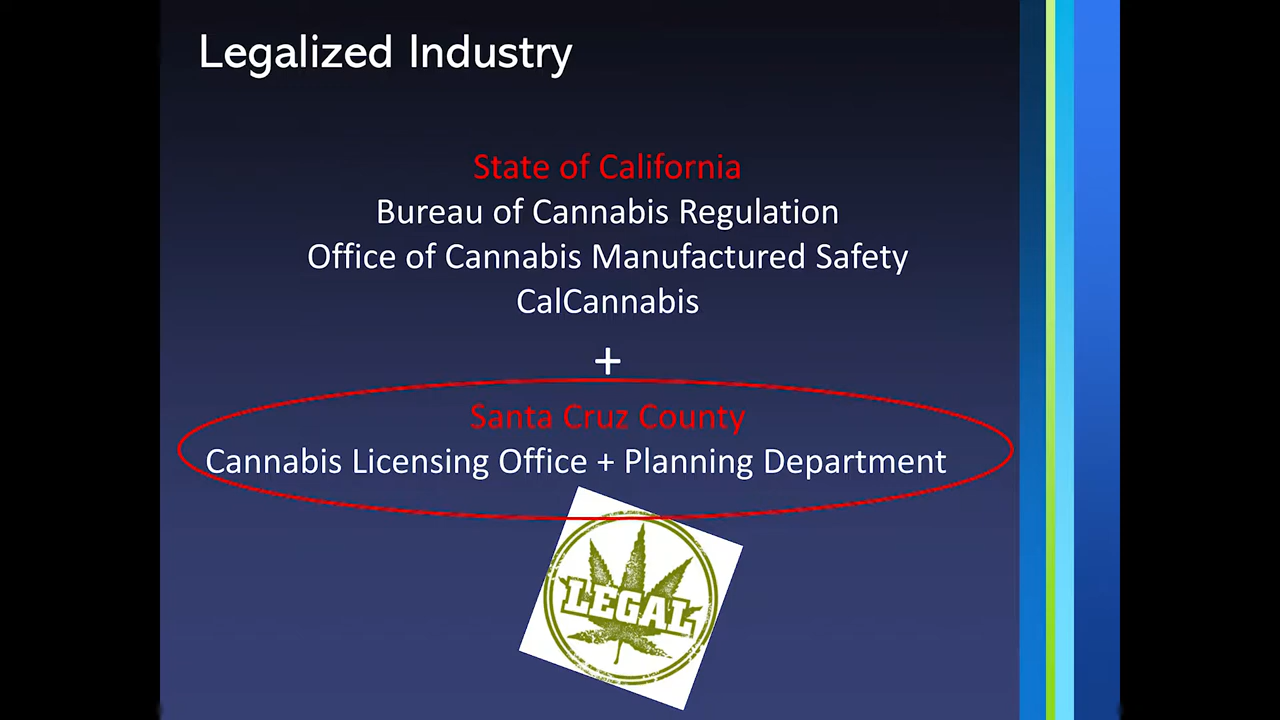 Legalized Industry
State of California
Bureau of Cannabis Regulation
Office of Cannabis Manufactured Safety
CalCannabis
+
Santa Cruz County
Cannabis Licensing Office + Planning Department
LEGAL